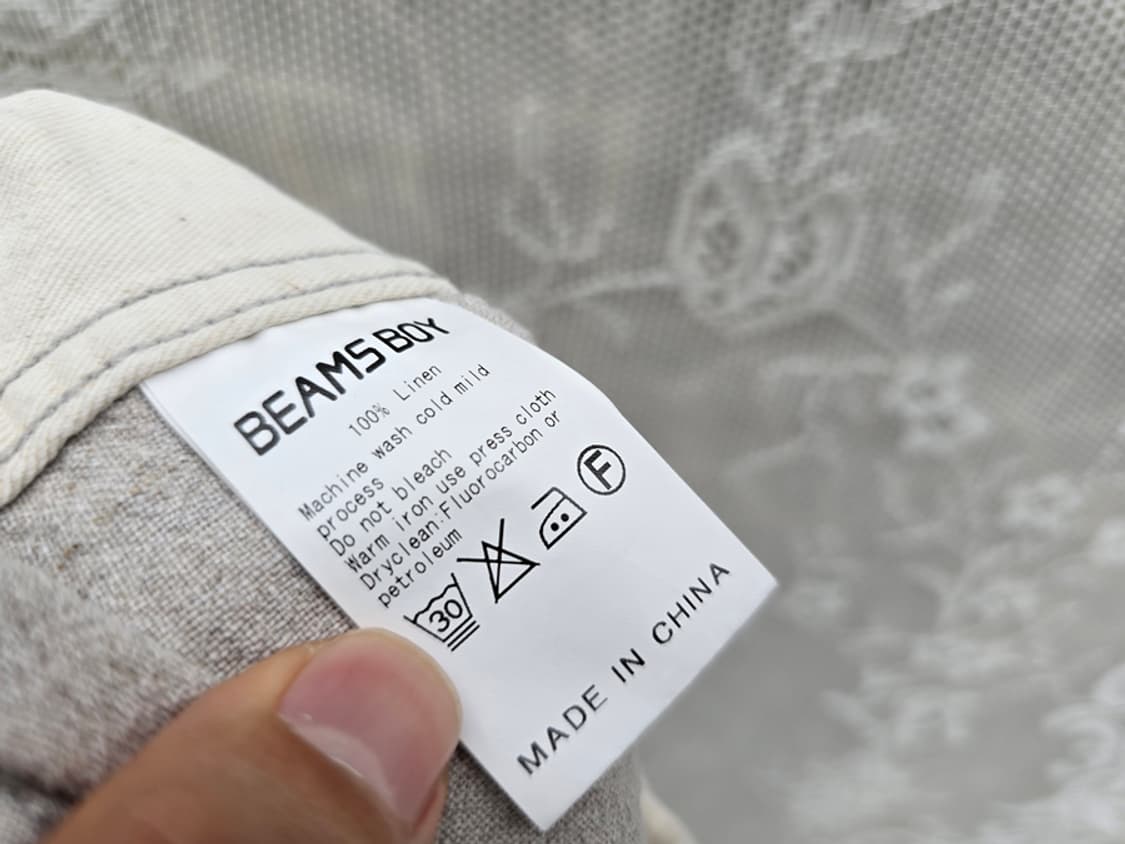 BEAMS BOY
100% Linen
Machine wash cold mild
process
Do not bleach
Warm iron use press cloth
Dryclean:Fluorocarbon or
petroleum
30
F
MADE IN CHINA